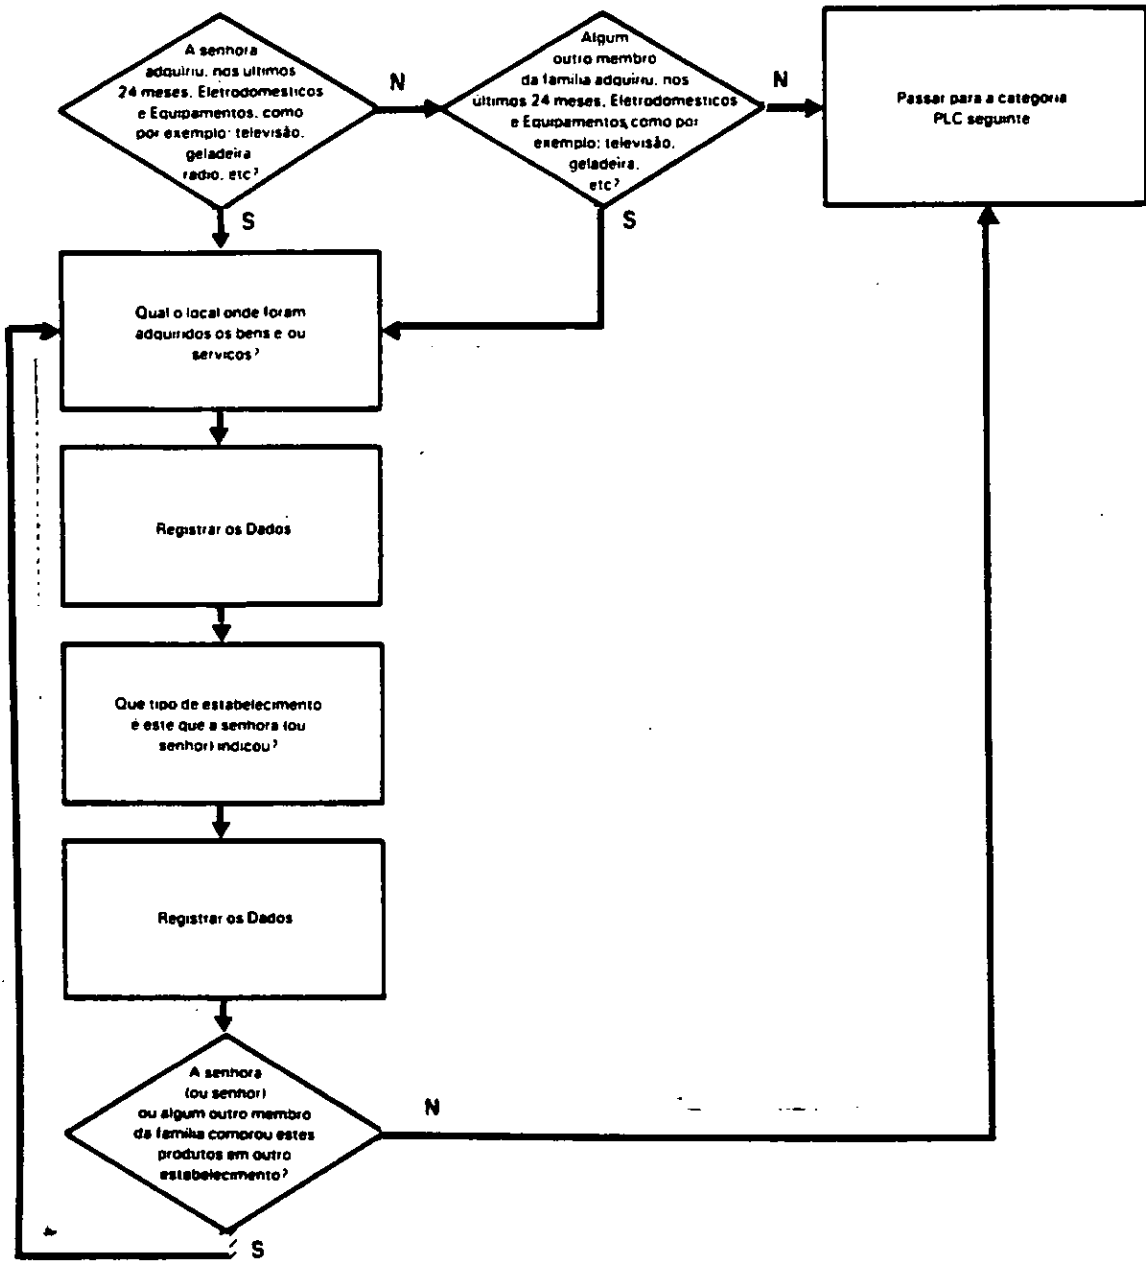 A senhora
adquiriu, nos ultimos
24 meses, Eletrodomesticos
e Equipamentos, como
por exemplo: televisão,
geladeira
radio, etc?
N
S
Algum
outro membro
da familia adquiriu, nos
últimos 24 meses, Eletrodomesticos
e Equipamentos, como por
exemplo: televisão,
geladeira,
etc?
N
S
Passar para a categoria
PLC seguinte
Qual o local onde foram
adquiridos os bens e ou
servicos?
Registrar os Dados
Que tipo de estabelecimento
é este que a senhora (ou
senhor) indicou?
Registrar os Dados
A senhora
(ou senhor)
ou algum outro membro
da familia comprou estes
produtos em outro
estabelecimento?
N
S